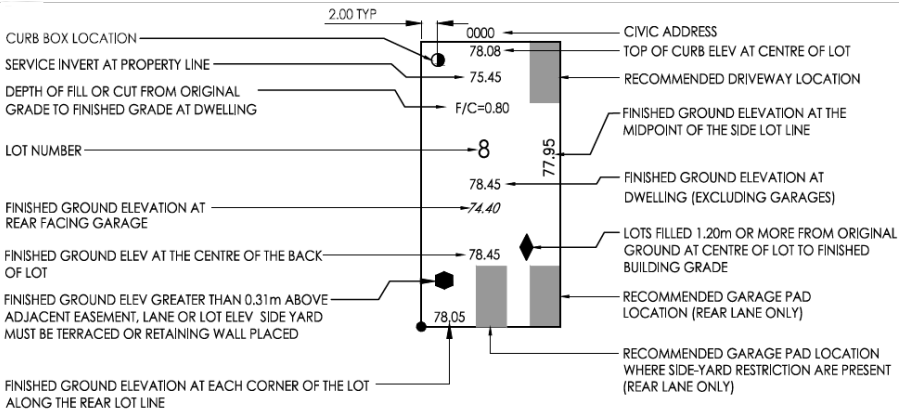 2.00 TYP
0000
CIVIC ADDRESS
CURB BOX LOCATION
78.08
TOP OF CURB ELEV AT CENTRE OF LOT
SERVICE INVERT AT PROPERTY LINE
75.45
RECOMMENDED DRIVEWAY LOCATION
DEPTH OF FILL OR CUT FROM ORIGINAL
GRADE TO FINISHED GRADE AT DWELLING
F/C=0.80
FINISHED GROUND ELEVATION AT THE
MIDPOINT OF THE SIDE LOT LINE
LOT NUMBER
8
77.95
78.45
FINISHED GROUND ELEVATION AT
DWELLING (EXCLUDING GARAGES)
FINISHED GROUND ELEVATION AT
REAR FACING GARAGE
74.40
LOTS FILLED 1.20m OR MORE FROM ORIGINAL
GROUND AT CENTRE OF LOT TO FINISHED
BUILDING GRADE
FINISHED GROUND ELEV AT THE CENTRE OF THE BACK
OF LOT
78.45
FINISHED GROUND ELEV GREATER THAN 0.31m ABOVE
ADJACENT EASEMENT, LANE OR LOT ELEV SIDE YARD
MUST BE TERRACED OR RETAINING WALL PLACED
RECOMMENDED GARAGE PAD
LOCATION (REAR LANE ONLY)
78.05
RECOMMENDED GARAGE PAD LOCATION
WHERE SIDE-YARD RESTRICTION ARE PRESENT
(REAR LANE ONLY)
FINISHED GROUND ELEVATION AT EACH CORNER OF THE LOT
ALONG THE REAR LOT LINE